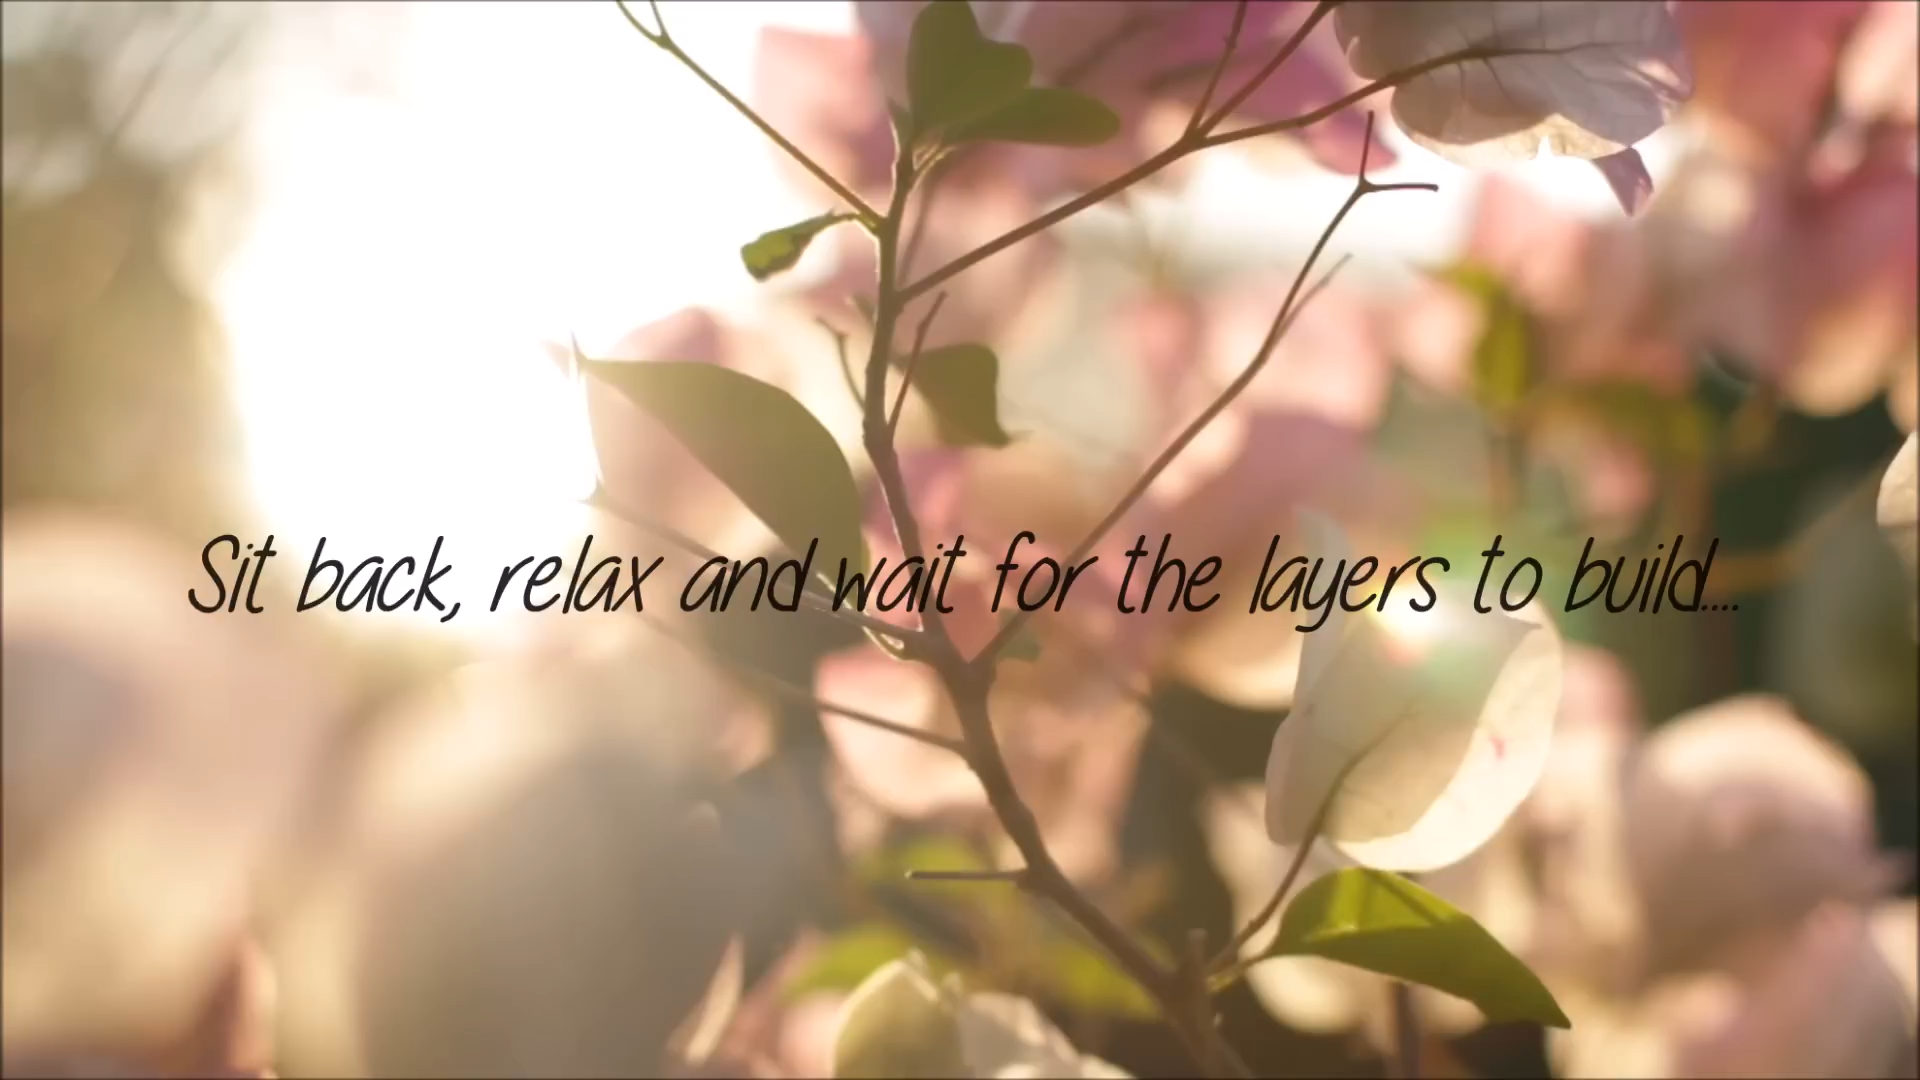 Sit back, relax and wait for the layers to build....